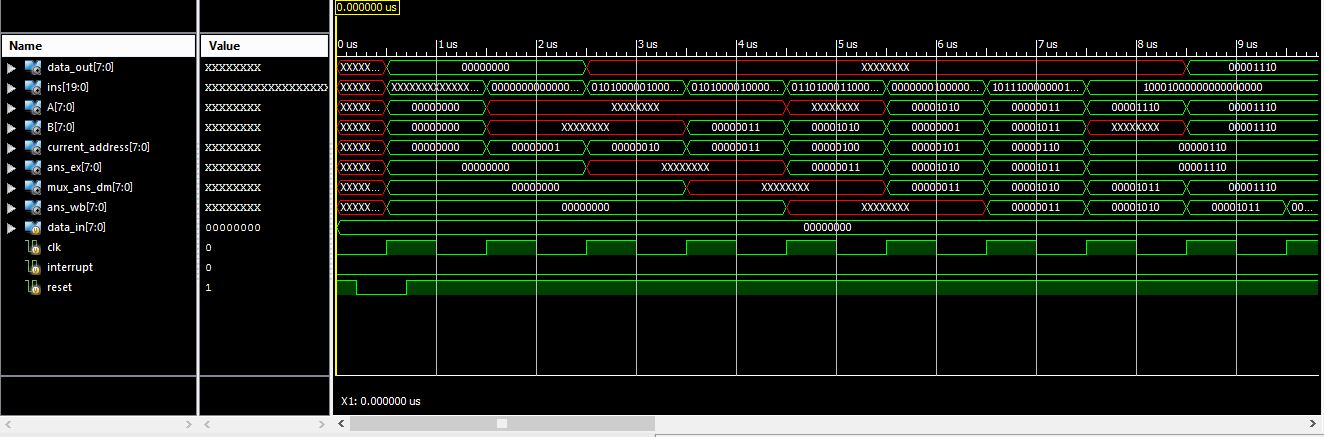 0.000000 us
Name Value 0 us 1 us 2 us 3 us 4 us 5 us 6 us 7 us 8 us 9 us
data_out[7:0] XXXXXXXX XXXXX... 00000000 XXXXXXXX 00001110
ins[19:0] XXXXXXXXXXXXXXXXXX XXXXX... XXXXXXXXXXXXX... 0000000000000... 0101000001000... 0101000010000... 0110100011000... 0000000100000... 1011100000001... 10001000000000000000
A[7:0] XXXXXXXX XXXXX... 00000000 XXXXXXXX XXXXXXXX 00001010 00000011 00001110 00001110
B[7:0] XXXXXXXX XXXXX... 00000000 XXXXXXXX 00000011 00001010 00000001 00001011 XXXXXXXX 00001110
current_address[7:0] XXXXXXXX XXXXX... 00000000 00000001 00000010 00000011 00000100 00000101 00000110 00000110
ans_ex[7:0] XXXXXXXX XXXXX... 00000000 XXXXXXXX 00000011 00001010 00001011 00001110
mux_ans_dm[7:0] XXXXXXXX XXXXX... 00000000 XXXXXXXX 00000011 00001010 00001011 00001110
ans_wb[7:0] XXXXXXXX XXXXX... 00000000 XXXXXXXX 00000011 00001010 00001011 00...
data_in[7:0] 00000000 00000000
clk 0
interrupt 0
reset 1
X1: 0.000000 us